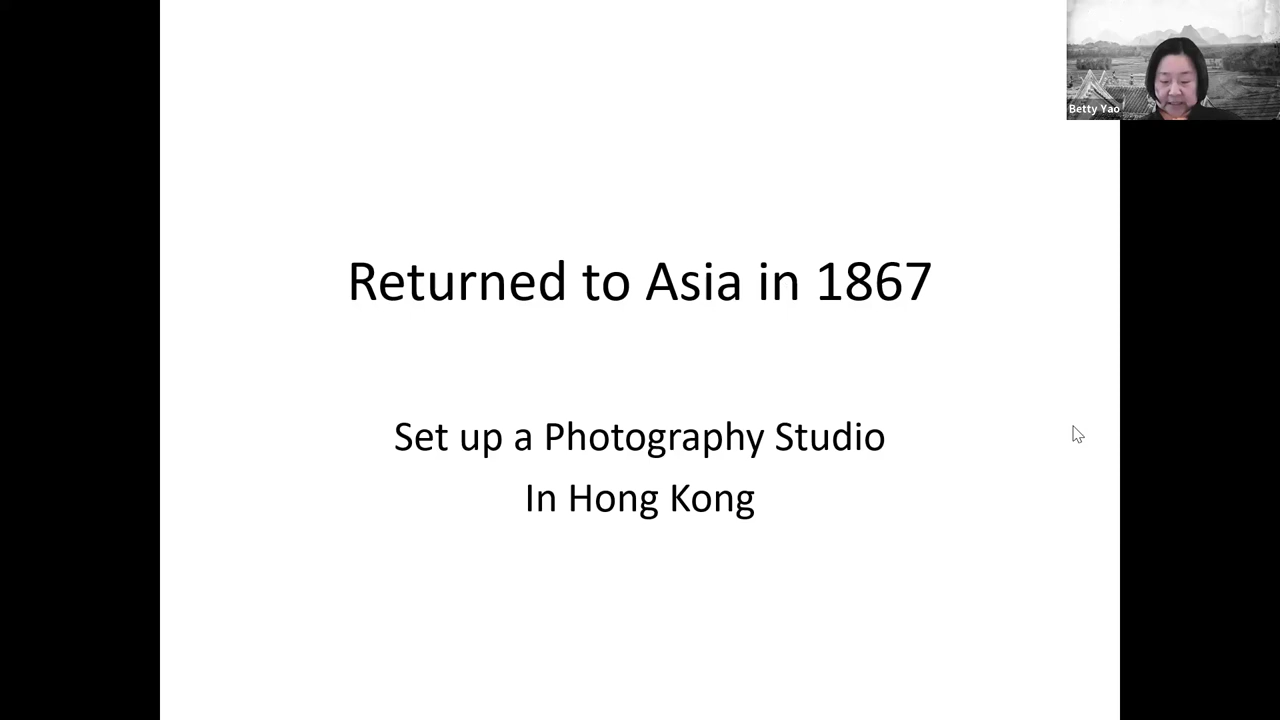 Betty Yao
Returned to Asia in 1867
Set up a Photography Studio
In Hong Kong